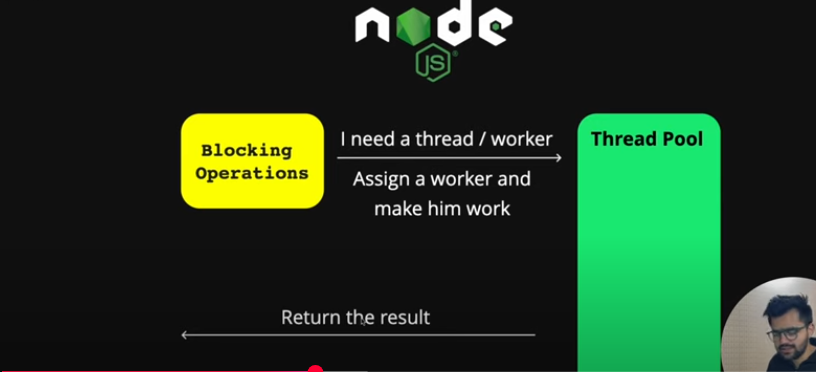 node
JS
Blocking
Operations
I need a thread / worker
Assign a worker and
make him work
Thread Pool
Return the result